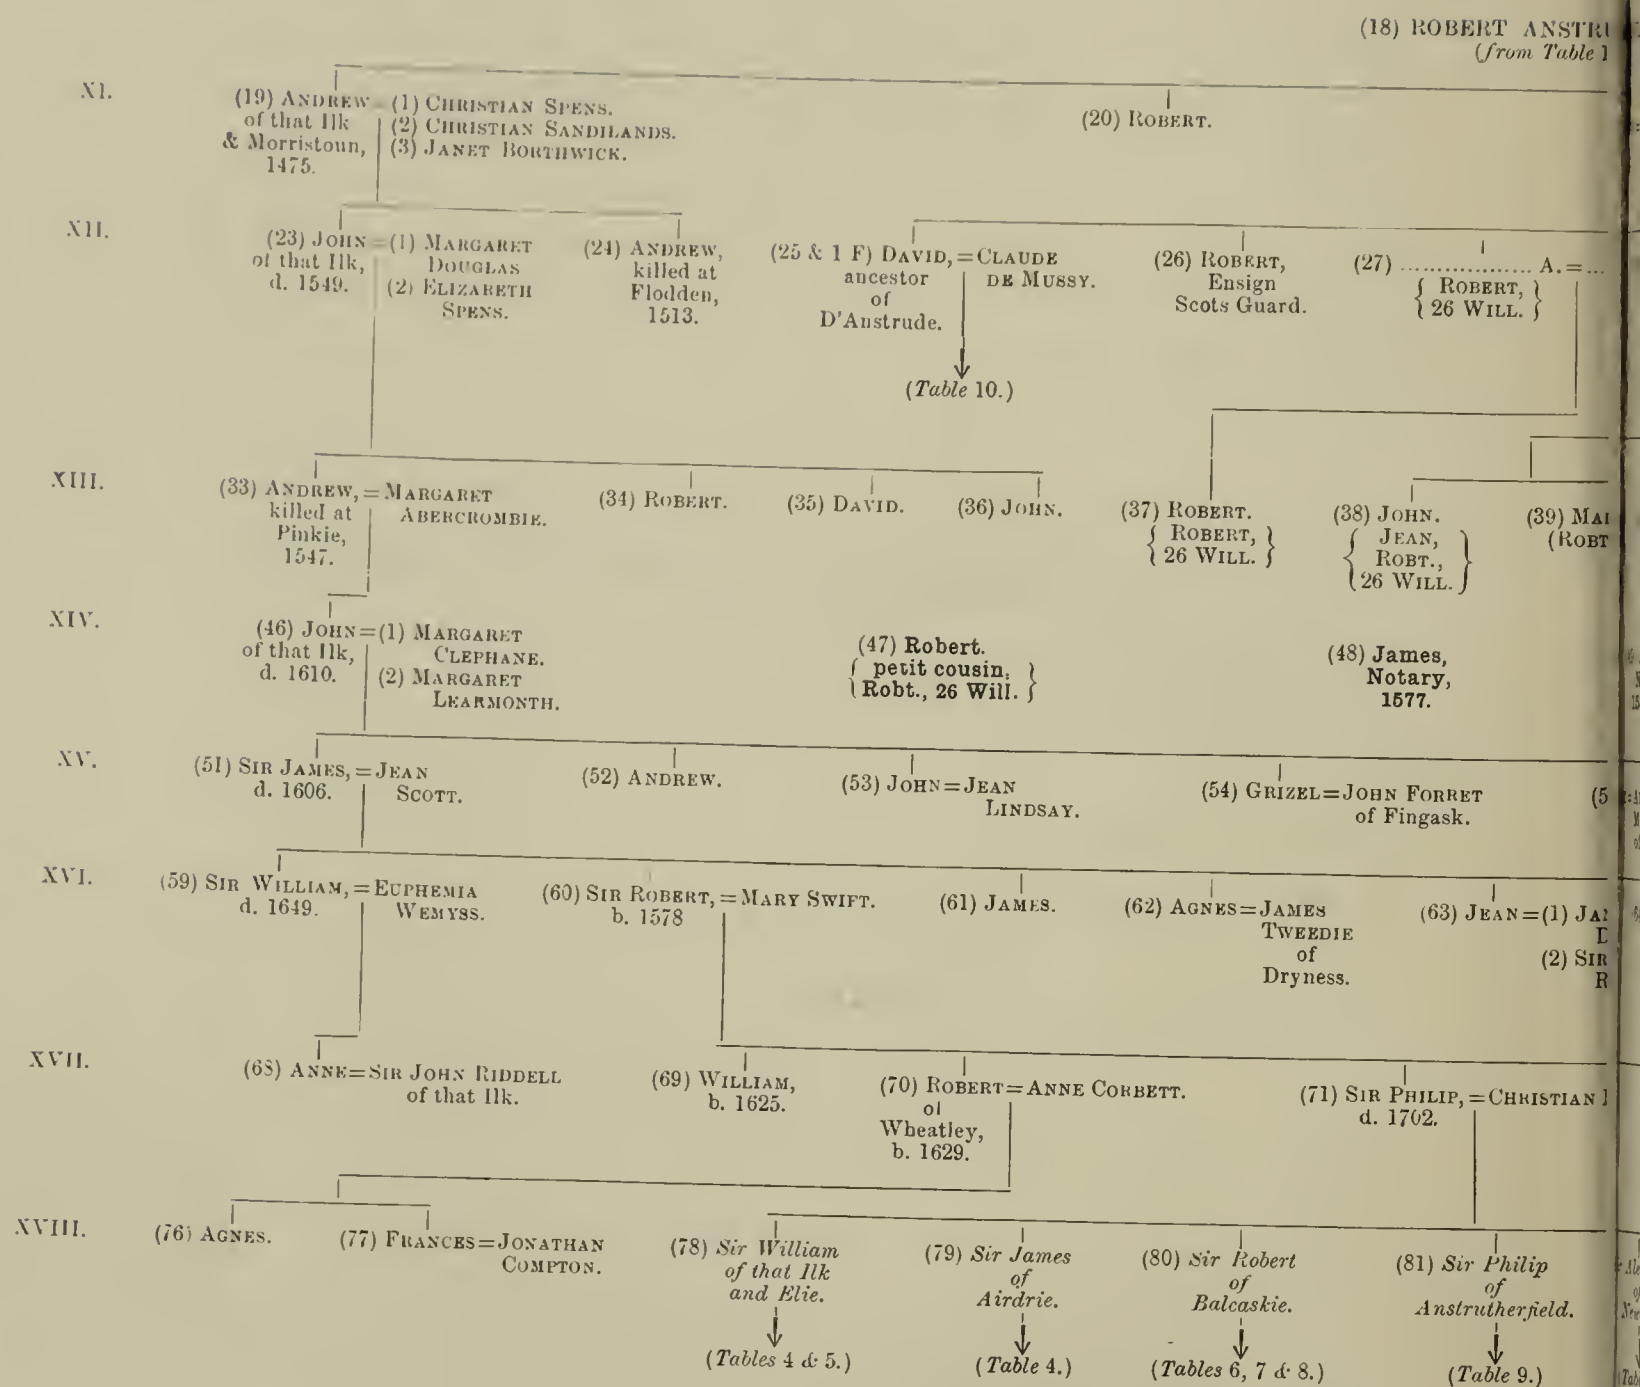 (18) ROBERT
(from Table
XI.
(19) ANDREW = (1) CHRISTIAN SPENS.
of that Ilk (2) CHRISTIAN SANDILANDS.
& Morristoun, (3) JANET BORTHWICK.
1475.
(20) ROBERT.
XII.
(23) JOHN = (1) MARGARET
of that Ilk, DOUGLAS
d. 1549. (2) ELIZABETH
SPENS.
(24) ANDREW,
killed at
Flodden,
1513.
(25 & 1 F) DAVID, = CLAUDE
ancestor DE MUSSY.
of
D'Anstrude.
(Table 10.)
(26) ROBERT,
Ensign
Scots Guard.
(27) .................. A. = ...
{ ROBERT, }
{ 26 WILL. }
XIII.
(33) ANDREW, = MARGARET
killed at ABERCROMBIE.
Pinkie,
1547.
(34) ROBERT.
(35) DAVID.
(36) JOHN.
(37) ROBERT.
{ ROBERT, }
{ 26 WILL. }
(38) JOHN.
{ JEAN, }
{ ROBT., }
{ 26 WILL. }
(39)
(ROBT
XIV.
(46) JOHN = (1) MARGARET
of that Ilk, CLEPHANE.
d. 1610. (2) MARGARET
LEARMONTH.
(47) Robert.
{ petit cousin, }
{ Robt., 26 Will. }
(48) James,
Notary,
1577.
XV.
(51) SIR JAMES, = JEAN
d. 1606. SCOTT.
(52) ANDREW.
(53) JOHN = JEAN
LINDSAY.
(54) GRIZEL = JOHN FORRET
of Fingask.
XVI.
(59) SIR WILLIAM, = EUPHEMIA
d. 1649. WEMYSS.
(60) SIR ROBERT, = MARY SWIFT.
b. 1578
(61) JAMES.
(62) AGNES = JAMES
TWEEDIE
of
Dryness.
(63) JEAN = (1)
(2) SIR
XVII.
(68) ANNE = SIR JOHN RIDDELL
of that Ilk.
(69) WILLIAM,
b. 1625.
(70) ROBERT = ANNE CORBETT.
of
Wheatley,
b. 1629.
(71) SIR PHILIP, = CHRISTIAN
d. 1702.
XVIII.
(76) AGNES.
(77) FRANCES = JONATHAN
COMPTON.
(78) Sir William
of that Ilk
and Elie.
(Tables 4 & 5.)
(79) Sir James
of
Airdrie.
(Table 4.)
(80) Sir Robert
of
Balcaskie.
(Tables 6, 7 & 8.)
(81) Sir Philip
of
Anstrutherfield.
(Table 9.)